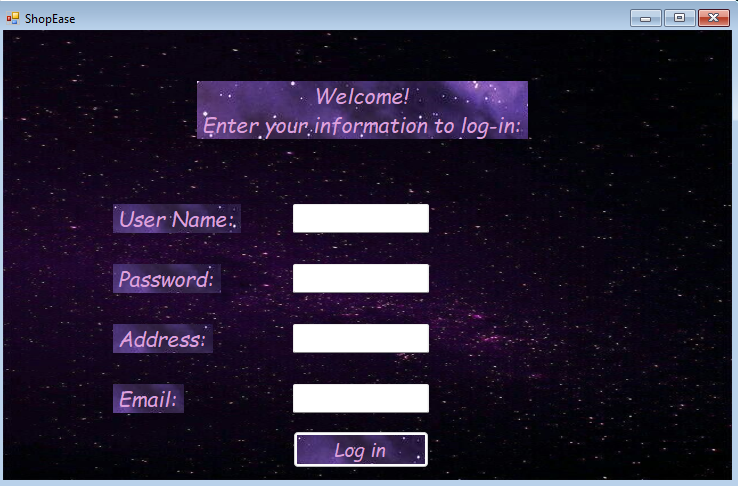 ShopEase
Welcome!
Enter your information to log-in:
User Name:
Password:
Address:
Email:
Log in